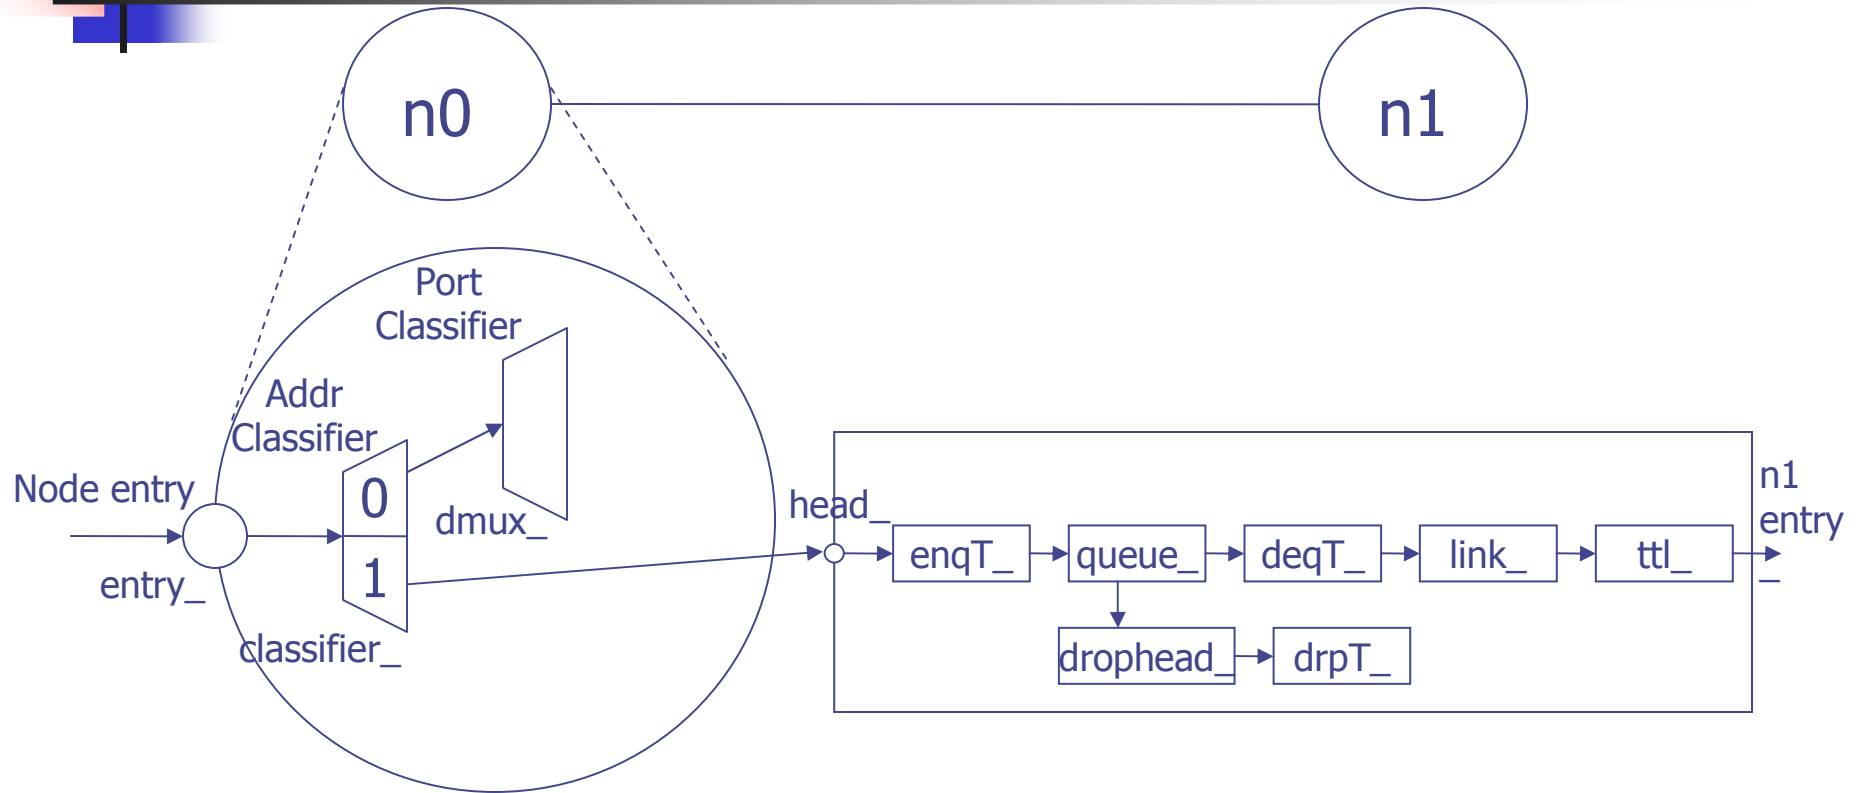 n0
n1
Port
Classifier
Addr
Classifier
Node entry
entry_
0
1
classifier_
dmux_
head_
enqT_
queue_
deqT_
link_
ttl_
n1
entry
_
drophead_
drpT_